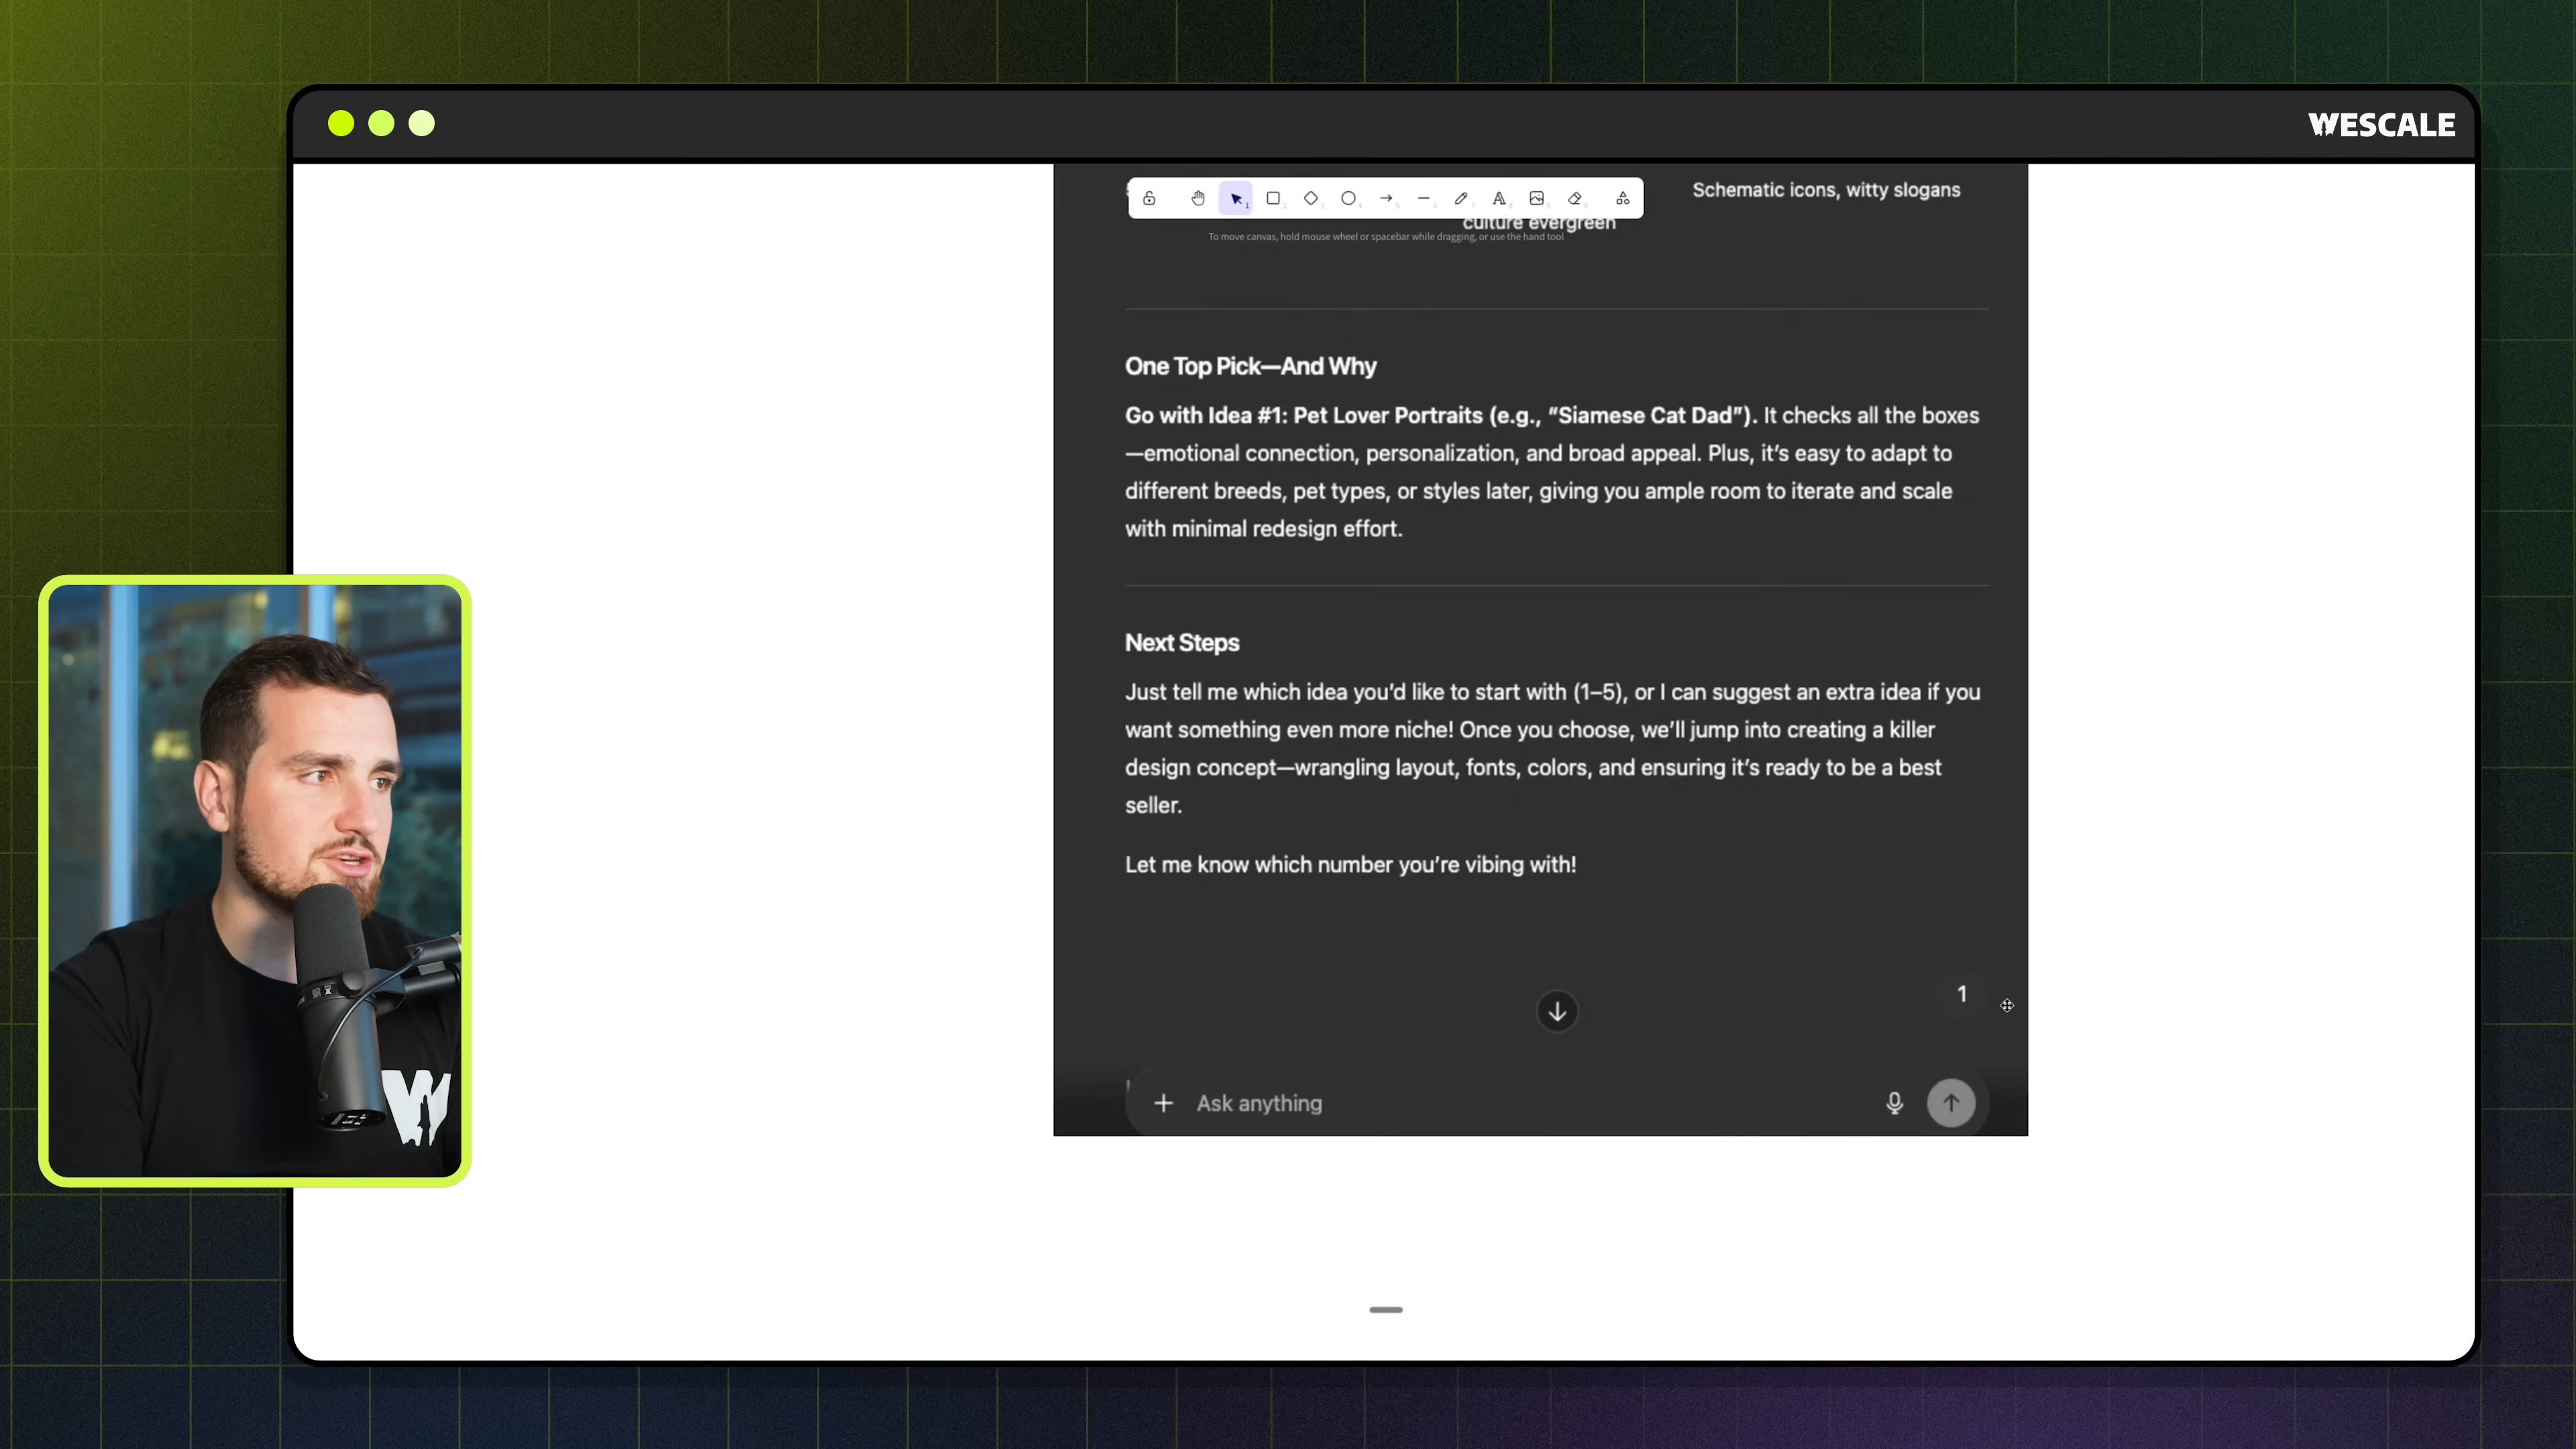 WESCALE
Schematic icons, witty slogans
culture evergreen
To move canvas, hold mouse wheel or spacebar while dragging, or use the hand tool
One Top Pick—And Why
Go with Idea #1: Pet Lover Portraits (e.g., “Siamese Cat Dad”). It checks all the boxes
—emotional connection, personalization, and broad appeal. Plus, it’s easy to adapt to
different breeds, pet types, or styles later, giving you ample room to iterate and scale
with minimal redesign effort.
Next Steps
Just tell me which idea you’d like to start with (1–5), or I can suggest an extra idea if you
want something even more niche! Once you choose, we’ll jump into creating a killer
design concept—wrangling layout, fonts, colors, and ensuring it’s ready to be a best
seller.
Let me know which number you’re vibing with!
1
Ask anything
W